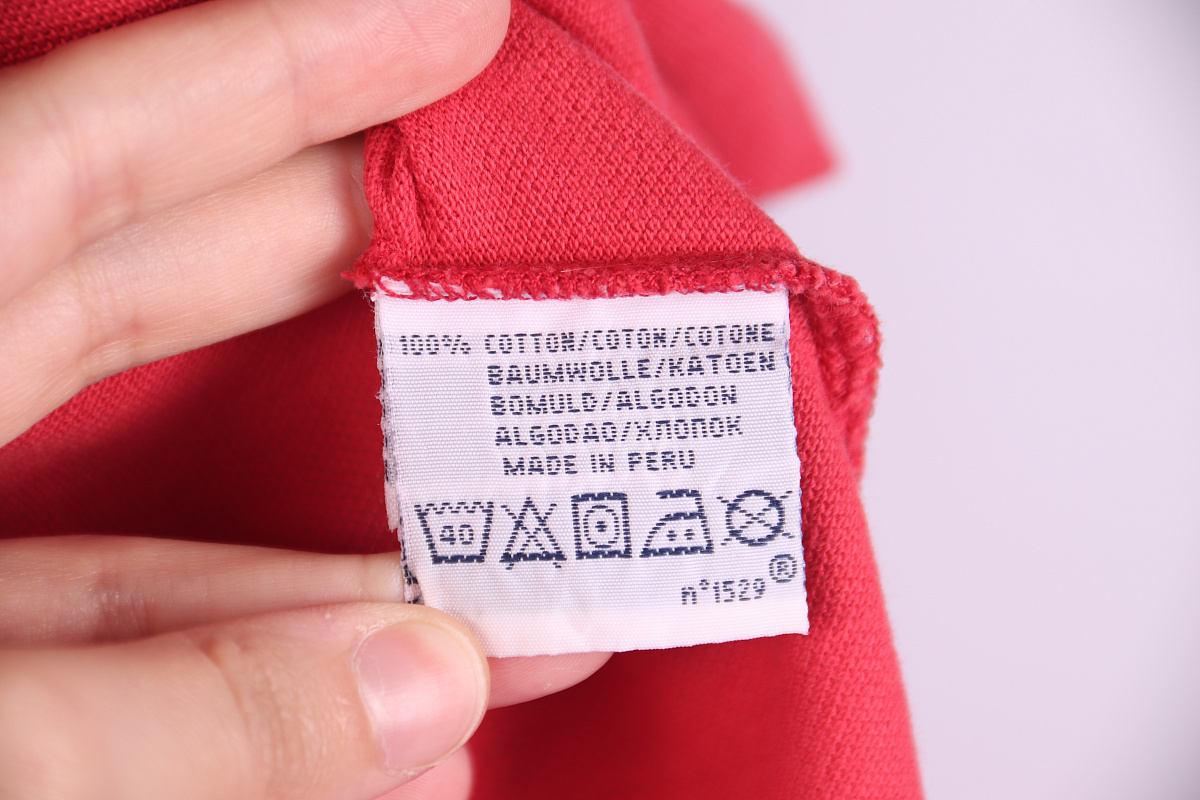 100% COTTON/COTON/COTONE
BAUMWOLLE/KATOEN
BOMULD/ALGODON
ALGODAO/ХЛОПОК
MADE IN PERU
40
n°1529®